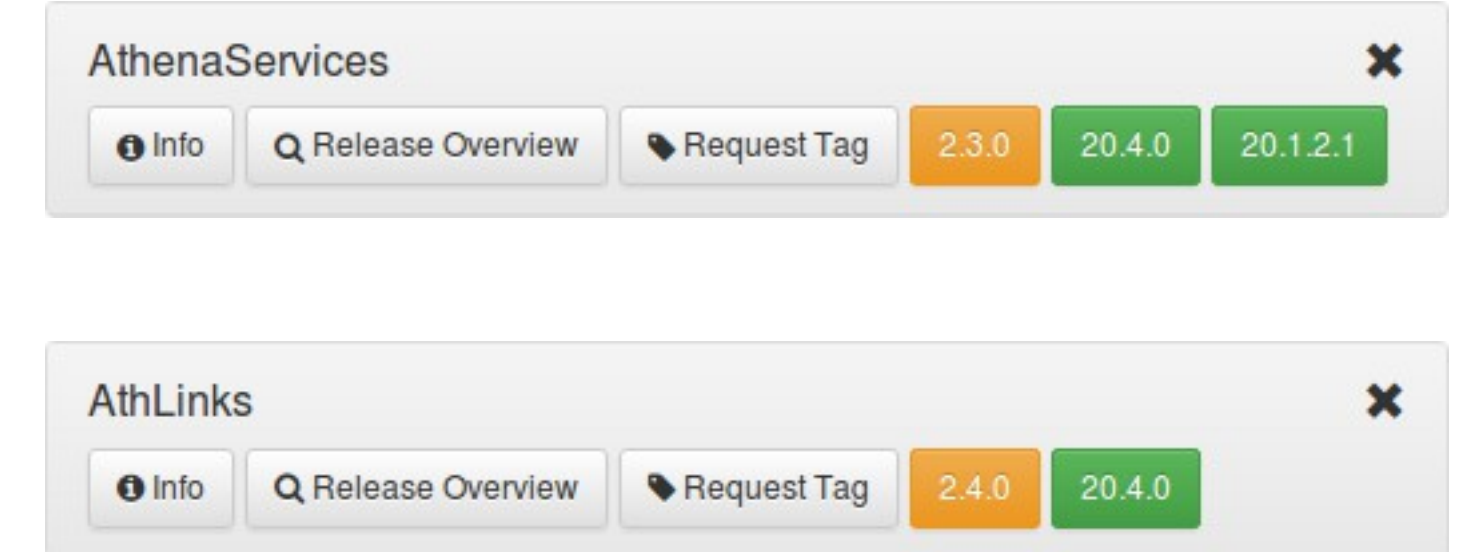 AthenaServices
Info Release Overview Request Tag 2.3.0 20.4.0 20.1.2.1
AthLinks
Info Release Overview Request Tag 2.4.0 20.4.0